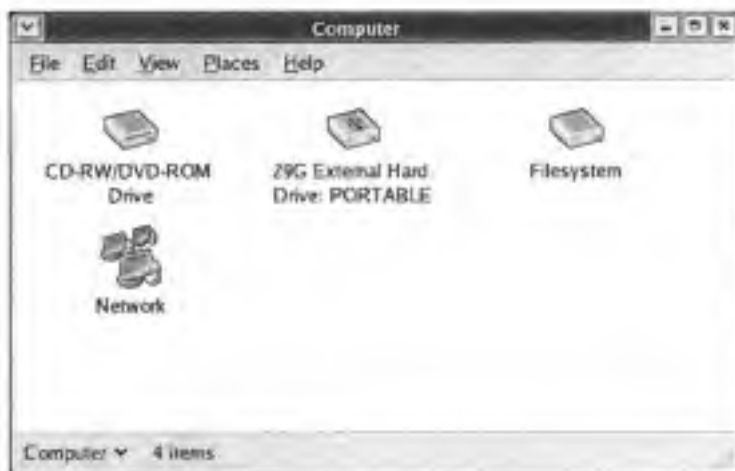 Computer
File Edit View Places Help
CD-RW/DVD-ROM
Drive
29G External Hard
Drive: PORTABLE
Filesystem
Network
Computer 4 items